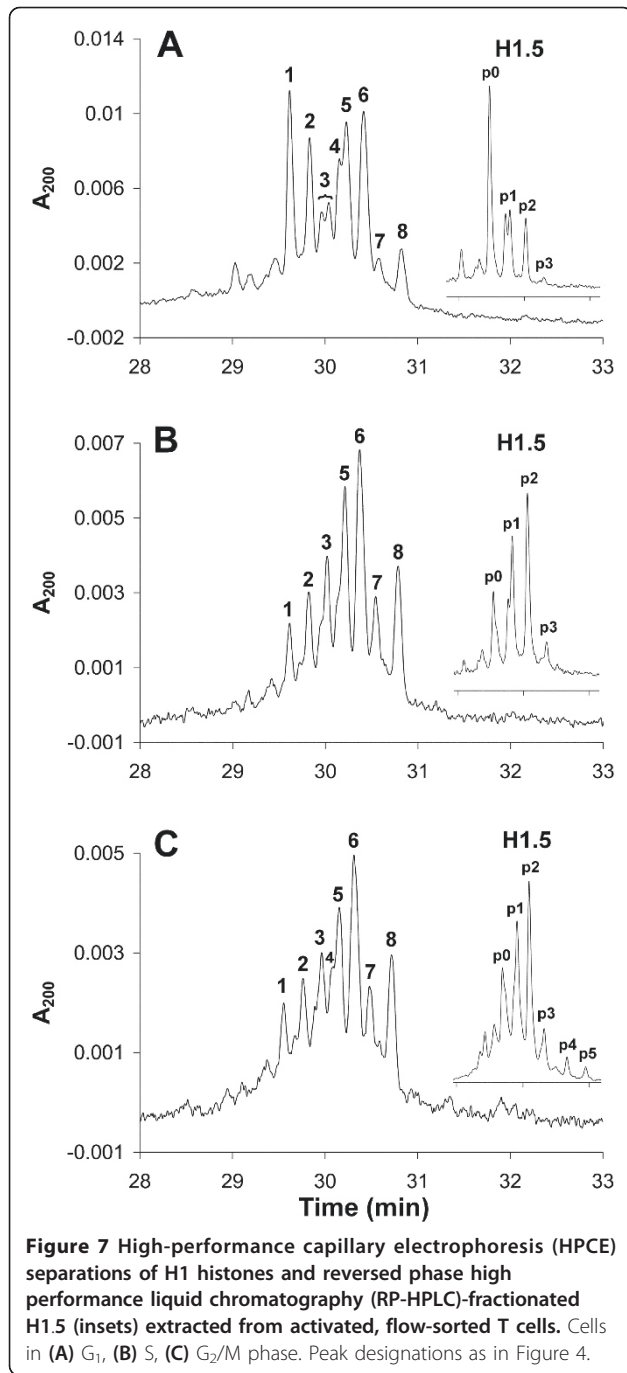 A
H1.5
0.014
0.01
0.006
0.002
-0.002
A200
1
2
3
4
5
6
7
8
p0
p1
p2
p3
28 29 30 31 32 33
B
H1.5
0.007
0.005
0.003
0.001
-0.001
A200
1
2
3
5
6
7
8
p0
p1
p2
p3
28 29 30 31 32 33
C
H1.5
0.005
0.003
0.001
-0.001
A200
1
2
3
4
5
6
7
8
p0
p1
p2
p3
p4
p5
28 29 30 31 32 33
Time (min)
Figure 7 High-performance capillary electrophoresis (HPCE)
separations of H1 histones and reversed phase high
performance liquid chromatography (RP-HPLC)-fractionated
H1.5 (insets) extracted from activated, flow-sorted T cells. Cells
in (A) G1, (B) S, (C) G2/M phase. Peak designations as in Figure 4.